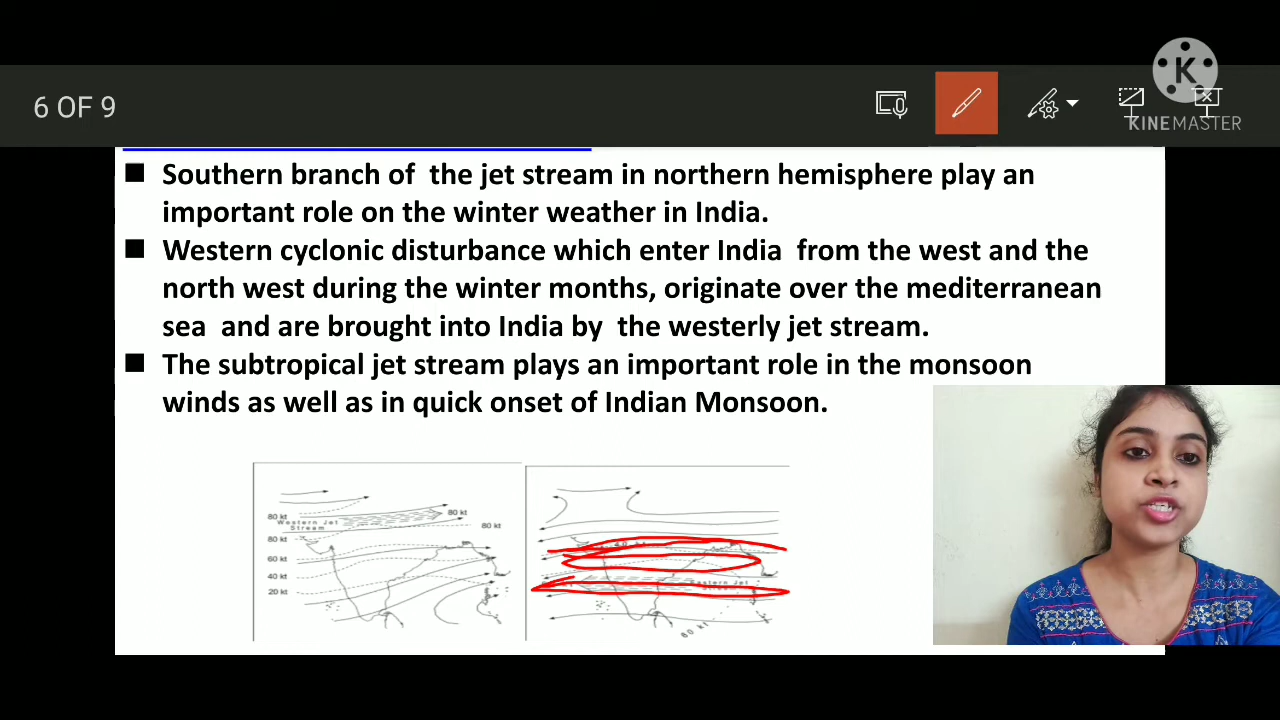 6 OF 9
K
KINEMASTER
■ Southern branch of the jet stream in northern hemisphere play an
important role on the winter weather in India.
■ Western cyclonic disturbance which enter India from the west and the
north west during the winter months, originate over the mediterranean
sea and are brought into India by the westerly jet stream.
■ The subtropical jet stream plays an important role in the monsoon
winds as well as in quick onset of Indian Monsoon.
80 kt
Western Jet
Stream
80 kt
80 kt
80 kt
60 kt
40 kt
20 kt
Eastern Jet
80 kt